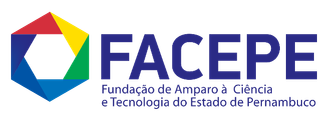 FACEPE
Fundação de Amparo à Ciência
e Tecnologia do Estado de Pernambuco